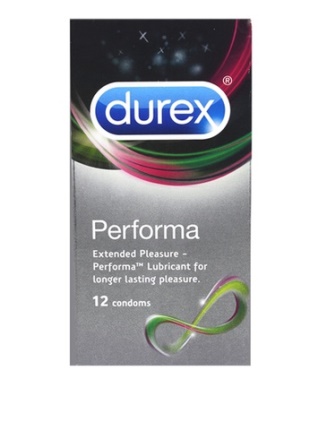 durex®
Performa
Extended Pleasure –
Performa™ Lubricant for
longer lasting pleasure.
12 condoms